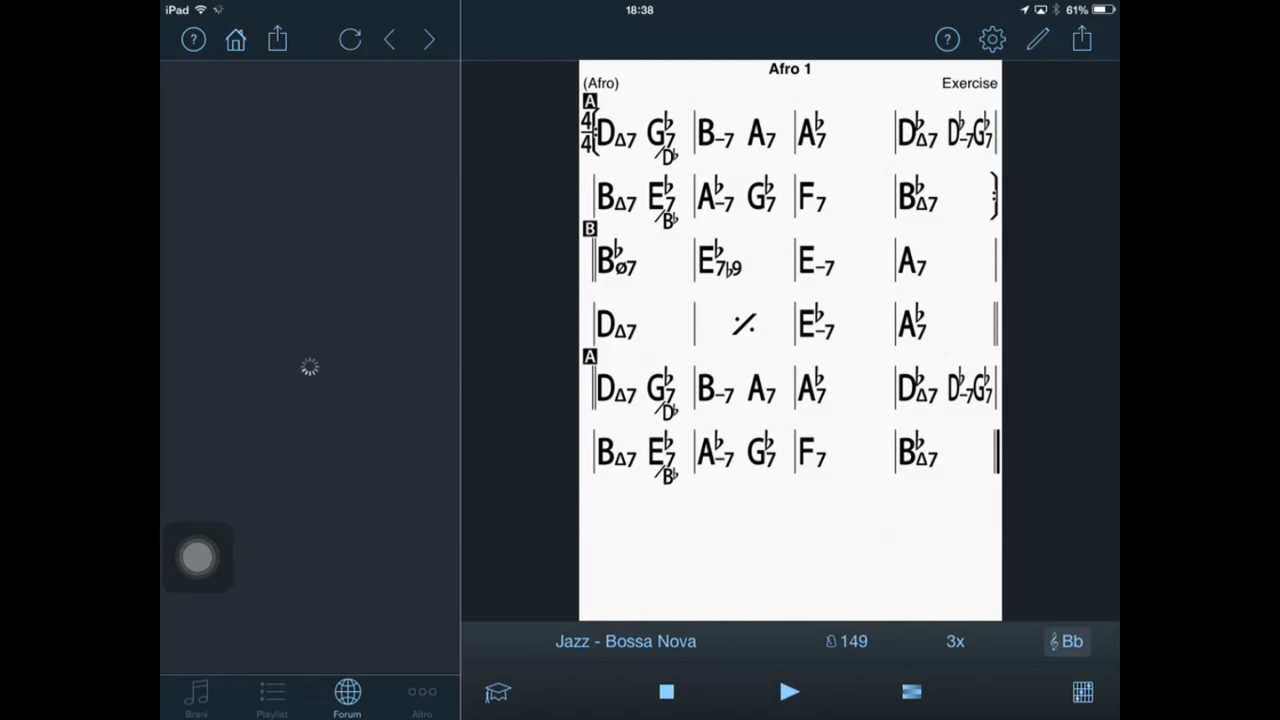 iPad 18:38 61%
Afro 1
(Afro) Exercise
A
4/4 DΔ7 G♭7/D♭ B-7 A7 A♭7 D♭Δ7 D♭-7 G♭7
BΔ7 E♭7/B♭ A♭-7 G♭7 F7 B♭Δ7
B
B♭ø7 E♭7♭9 E-7 A7
DΔ7 E♭-7 A♭7
A
DΔ7 G♭7/D♭ B-7 A7 A♭7 D♭Δ7 D♭-7 G♭7
BΔ7 E♭7/B♭ A♭-7 G♭7 F7 B♭Δ7
Jazz - Bossa Nova 149 3x Bb
Brani Playlist Forum Altro